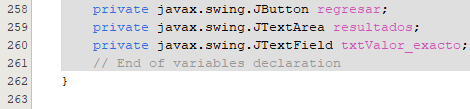 258 private javax.swing.JButton regresar;
259 private javax.swing.JTextArea resultados;
260 private javax.swing.JTextField txtValor_exacto;
261 // End of variables declaration
262 }
263